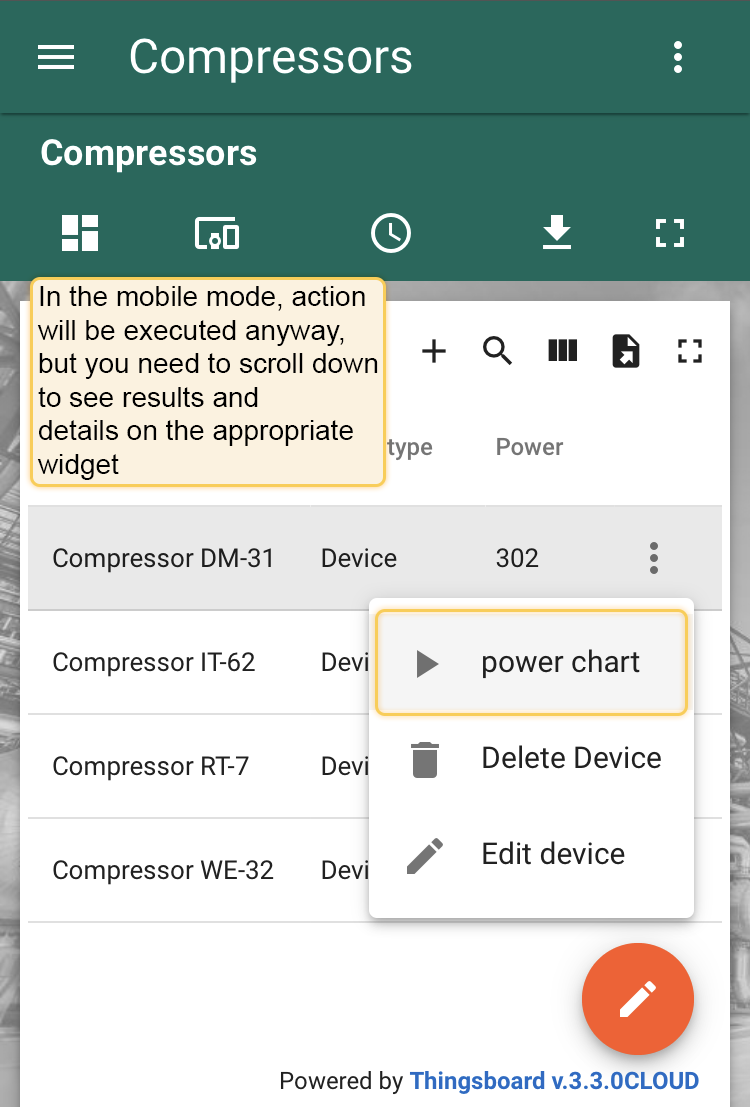 Compressors
Compressors
In the mobile mode, action
will be executed anyway,
but you need to scroll down
to see results and
details on the appropriate
widget
type Power
Compressor DM-31 Device 302
Compressor IT-62 Devi
power chart
Compressor RT-7 Devi
Delete Device
Compressor WE-32 Devi
Edit device
Powered by Thingsboard v.3.3.0CLOUD